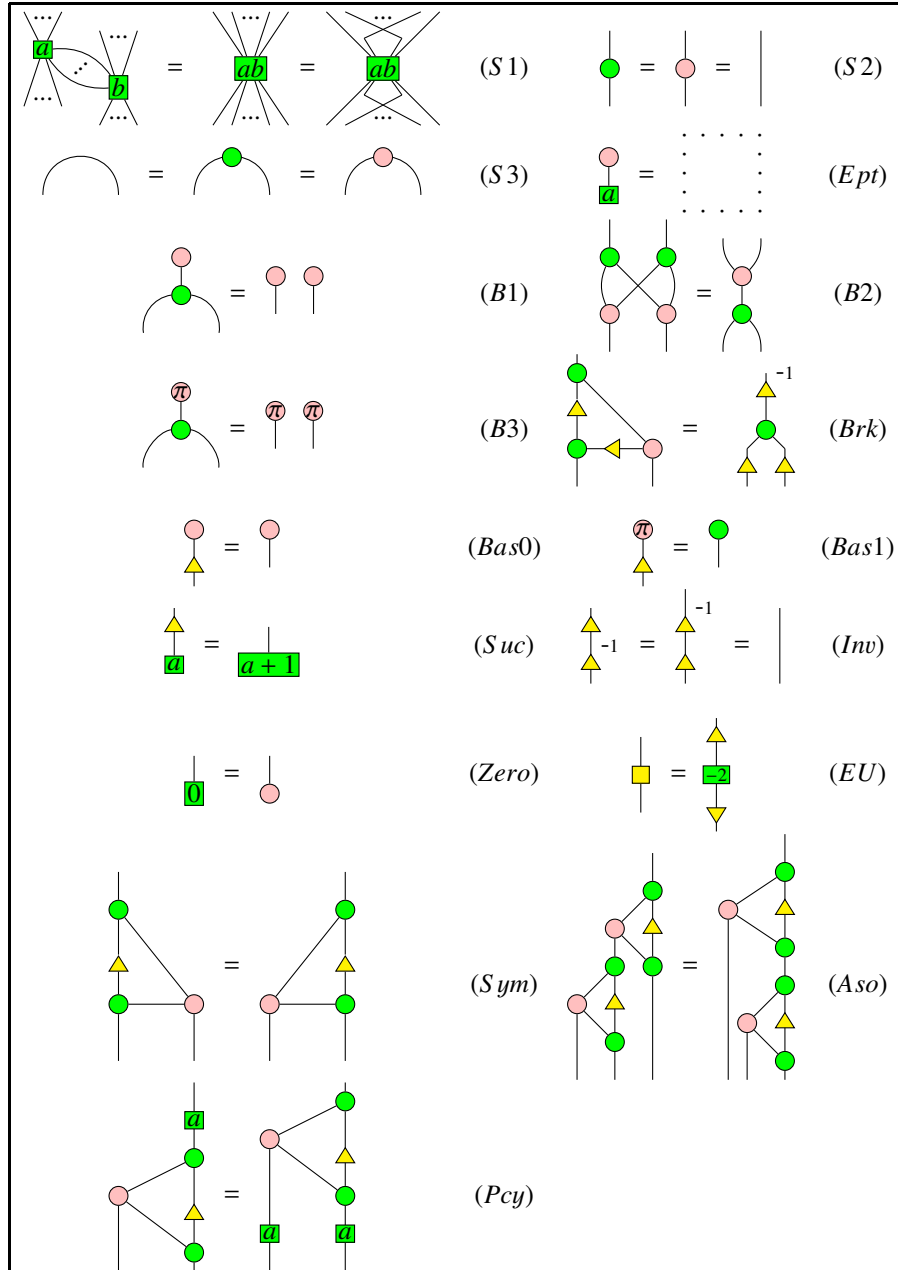 ... ...
a ... ... = ab = ab (S1) = = (S2)
... b ... ... ...
= = (S3) a = (Ept)
= (B1) = (B2)
π = π π (B3) = -1 (Brk)
= (Bas0) π = (Bas1)
a = a + 1 (Suc) -1 = -1 = (Inv)
0 = (Zero) = -2 (EU)
= (Sym) = (Aso)
a = a a (Pcy)